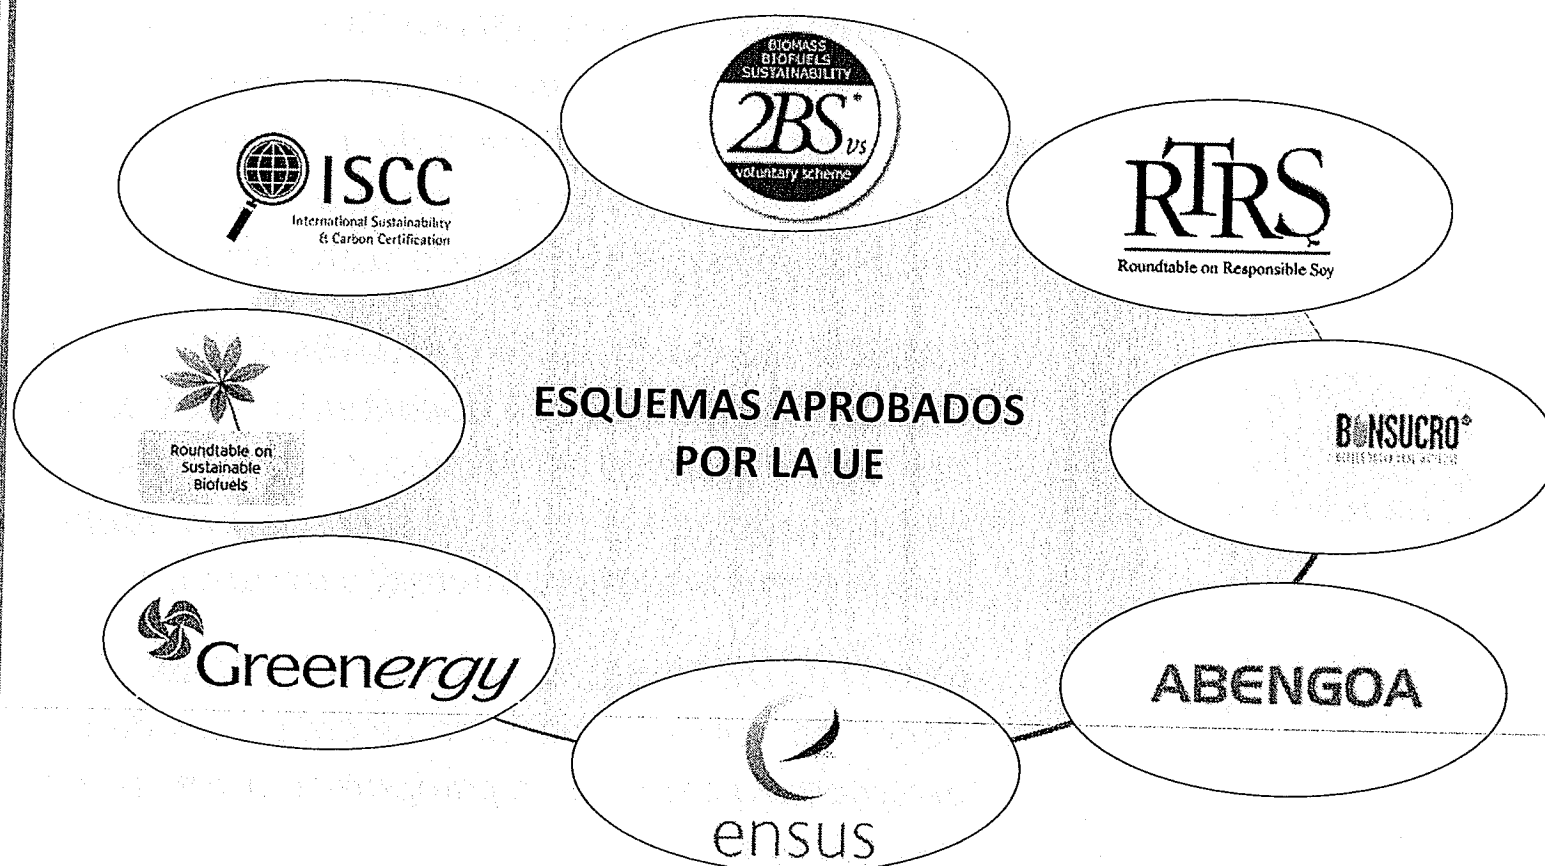 BIOMASS
BIOFUELS
SUSTAINABILITY
2BS*
vs
voluntary scheme
ISCC
International Sustainability
& Carbon Certification
RTRS
Roundtable on Responsible Soy
Roundtable on
Sustainable
Biofuels
ESQUEMAS APROBADOS
POR LA UE
BONSUCRO
Greenergy
ABENGOA
ensus